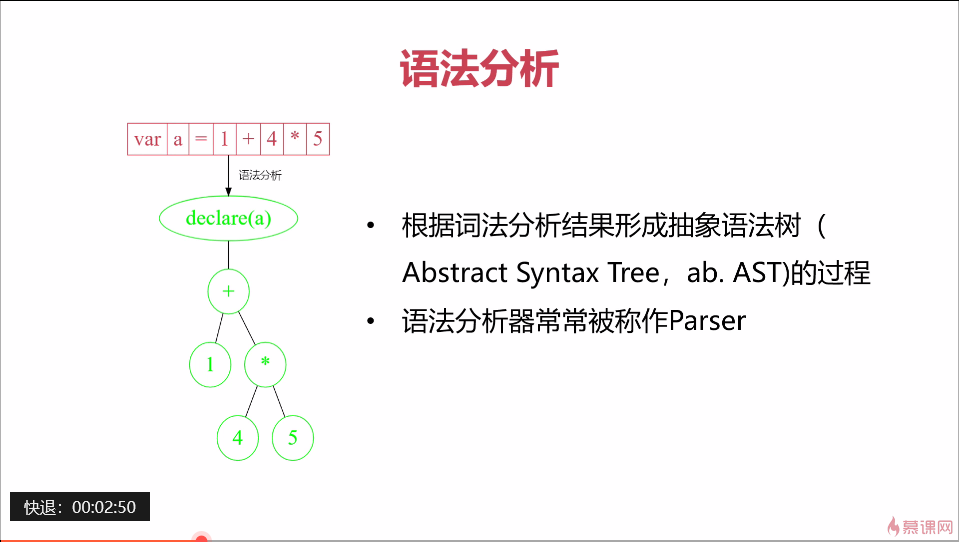 语法分析
var a = 1 + 4 * 5
语法分析
declare(a)
+
1 *
4 5
• 根据词法分析结果形成抽象语法树（
Abstract Syntax Tree，ab. AST)的过程
• 语法分析器常常被称作Parser
快退：00:02:50
慕课网